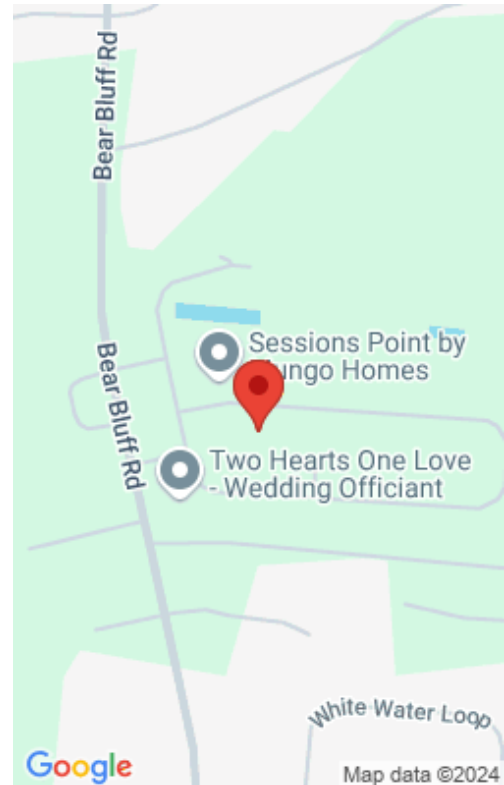 Bear Bluff Rd
Sessions Point by
Mungo Homes
Bear Bluff Rd
Two Hearts One Love
- Wedding Officiant
White Water Loop
Google
Map data ©2024